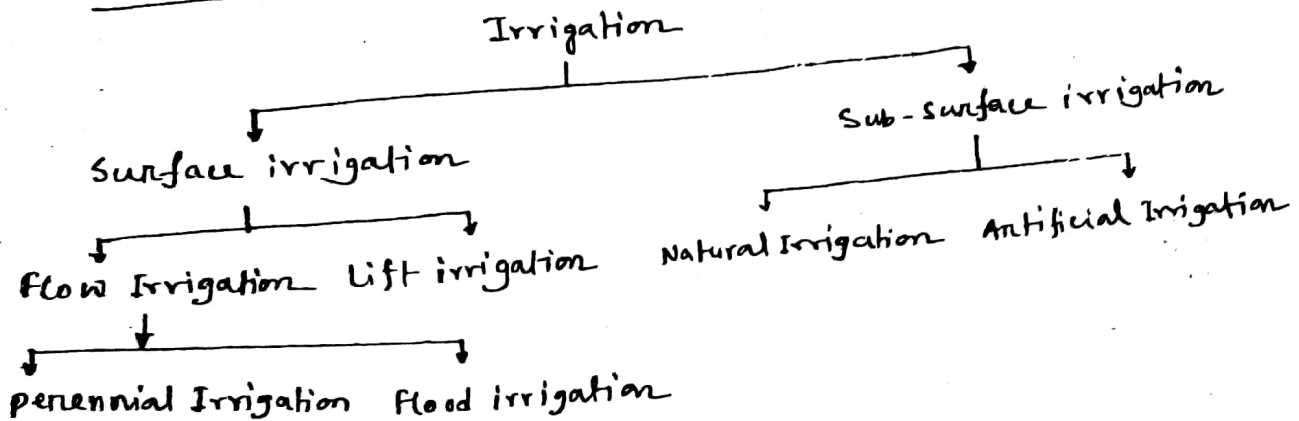 Irrigation
Surface irrigation Sub-surface irrigation
Flow Irrigation Lift irrigation Natural Irrigation Artificial Irrigation
perennial Irrigation Flood irrigation